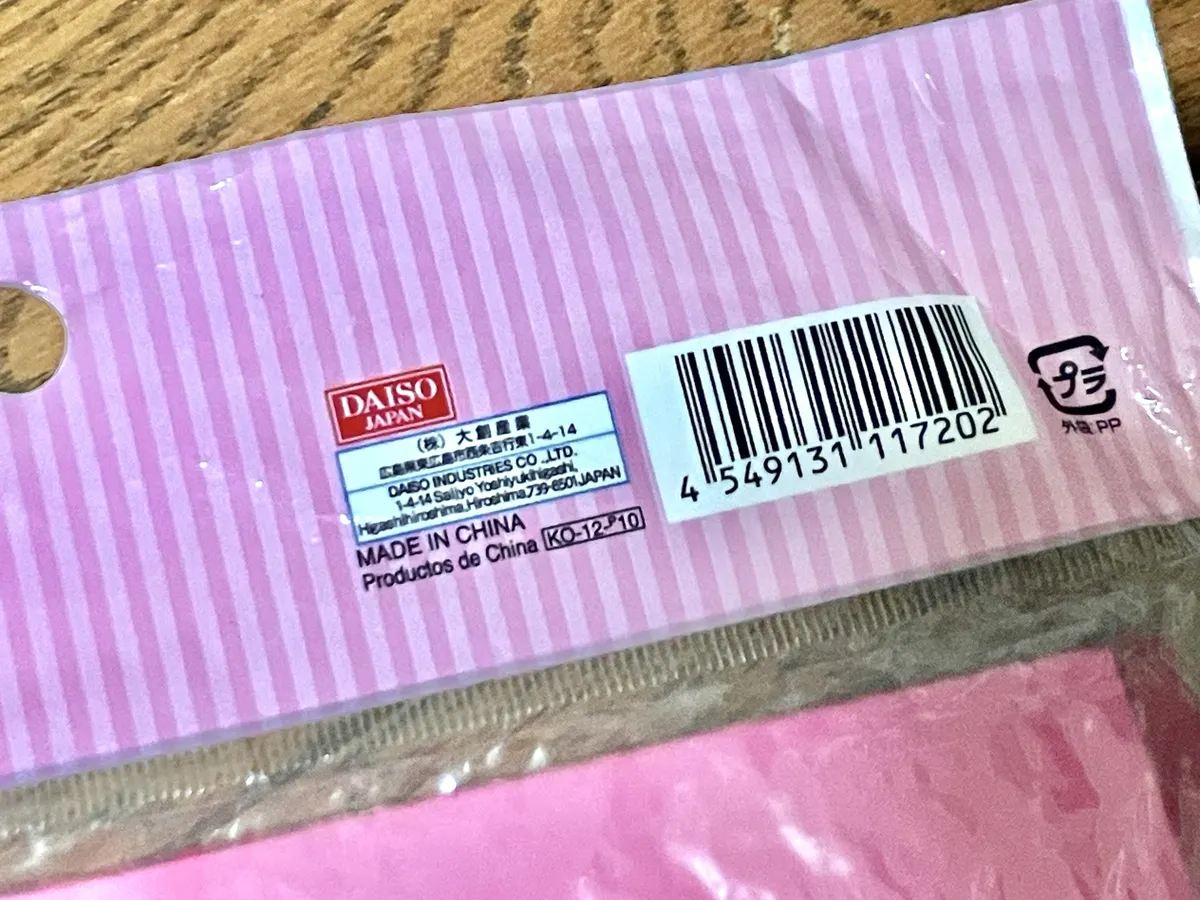 DAISO
JAPAN
(株)大創産業
広島県東広島市西条吉行東1-4-14
DAISO INDUSTRIES CO.,LTD.
1-4-14 Saijyo Yoshiyukihigashi,
Higashihiroshima,Hiroshima,739-8501JAPAN
MADE IN CHINA
Productos de China KO-12-P10
4 549131 117202
プラ
外袋:PP